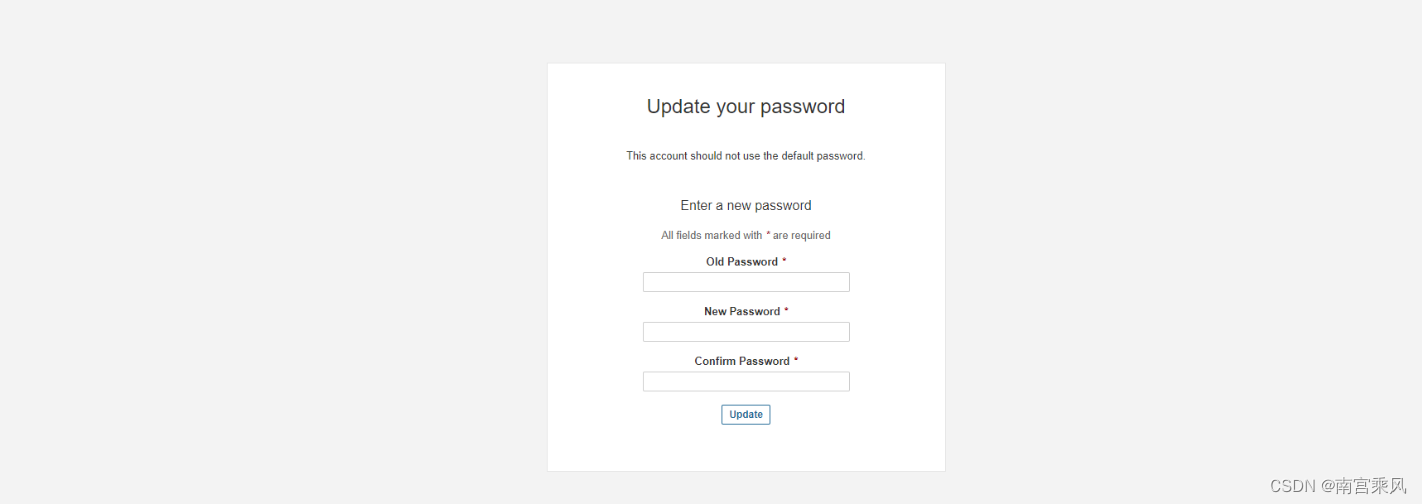 Update your password
This account should not use the default password.
Enter a new password
All fields marked with * are required
Old Password *
New Password *
Confirm Password *
Update
CSDN @南宫乘风